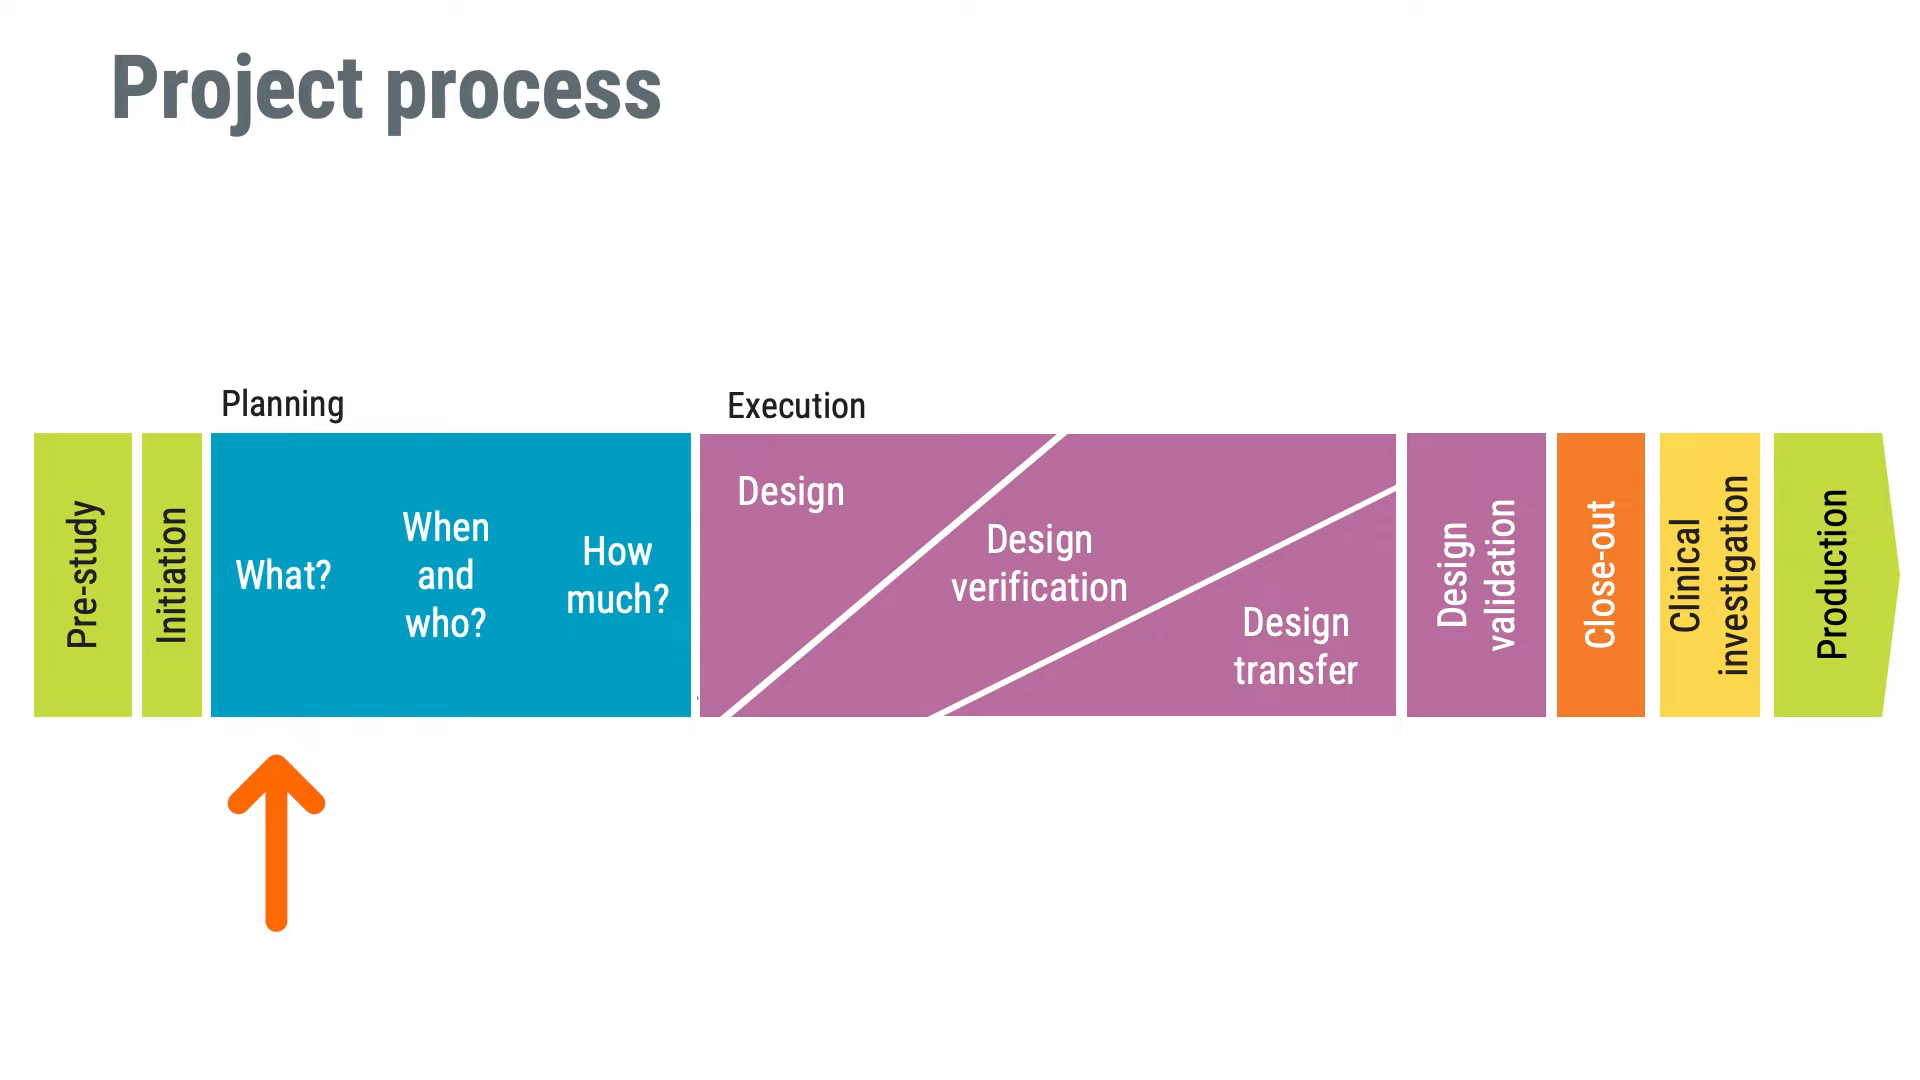 Project process
Planning
Execution
Pre-study
Initiation
What?
When
and
who?
How
much?
Design
Design
verification
Design
transfer
Design
validation
Close-out
Clinical
investigation
Production